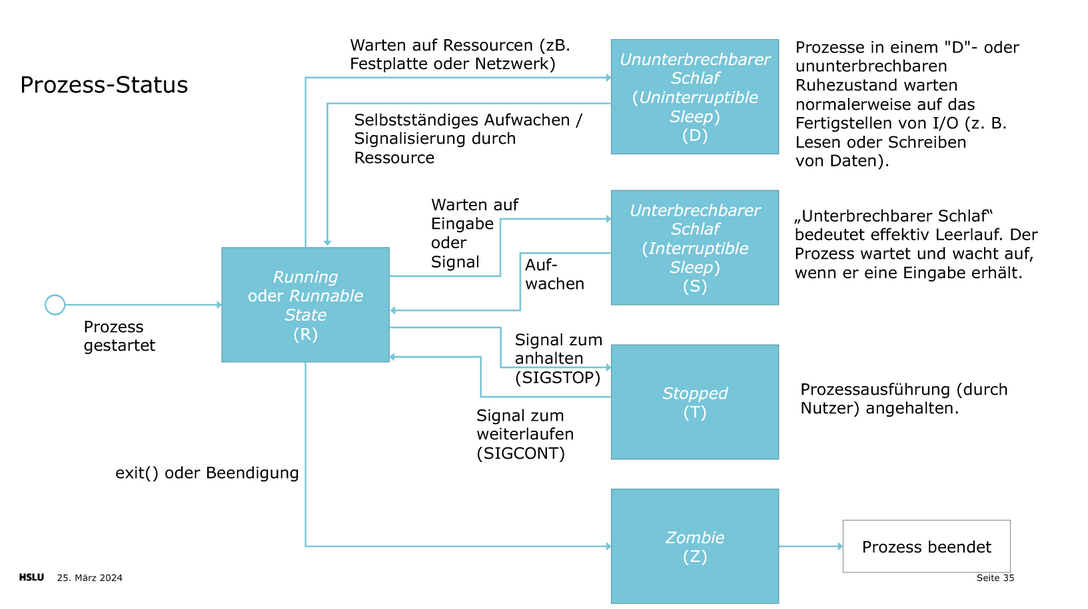 Prozess-Status
Warten auf Ressourcen (zB.
Festplatte oder Netzwerk)
Selbstständiges Aufwachen /
Signalisierung durch
Ressource
Ununterbrechbarer
Schlaf
(Uninterruptible
Sleep)
(D)
Prozesse in einem "D"- oder
ununterbrechbaren
Ruhezustand warten
normalerweise auf das
Fertigstellen von I/O (z. B.
Lesen oder Schreiben
von Daten).
Warten auf
Eingabe
oder
Signal
Auf-
wachen
Unterbrechbarer
Schlaf
(Interruptible
Sleep)
(S)
„Unterbrechbarer Schlaf“
bedeutet effektiv Leerlauf. Der
Prozess wartet und wacht auf,
wenn er eine Eingabe erhält.
Prozess
gestartet
Running
oder Runnable
State
(R)
Signal zum
anhalten
(SIGSTOP)
Signal zum
weiterlaufen
(SIGCONT)
Stopped
(T)
Prozessausführung (durch
Nutzer) angehalten.
exit() oder Beendigung
Zombie
(Z)
Prozess beendet
HSLU 25. März 2024
Seite 35